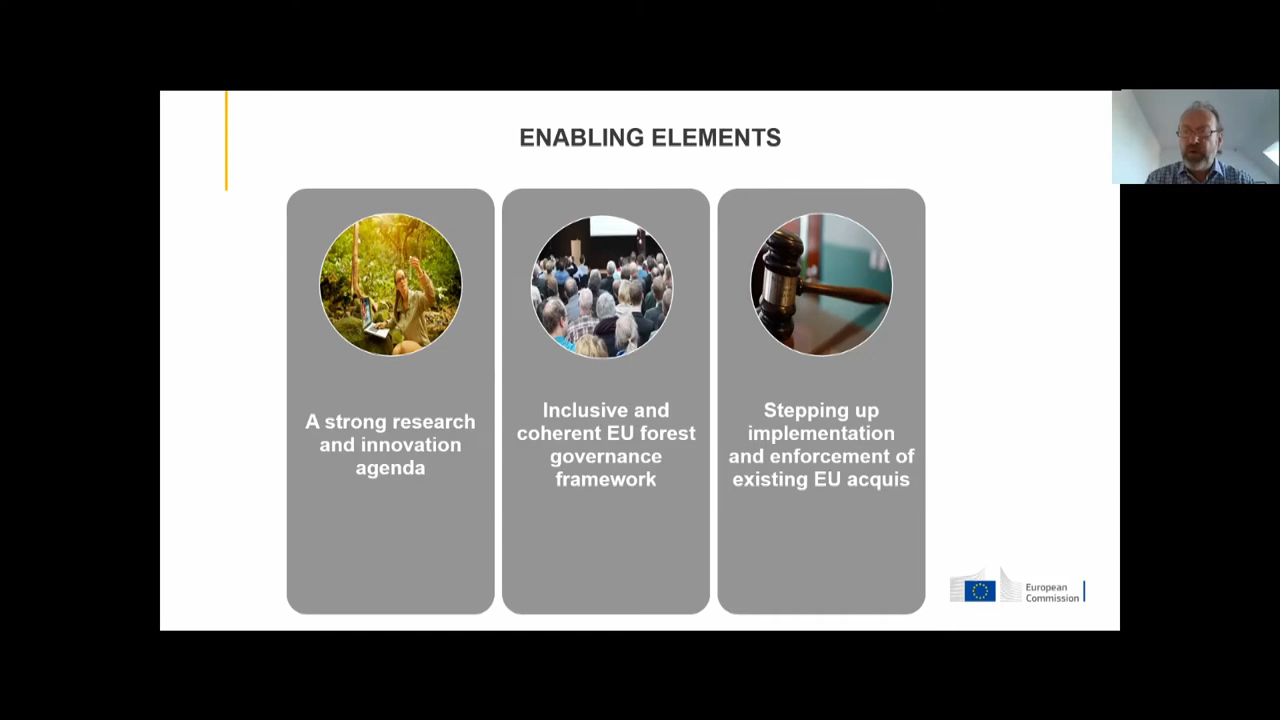 ENABLING ELEMENTS
A strong research
and innovation
agenda
Inclusive and
coherent EU forest
governance
framework
Stepping up
implementation
and enforcement of
existing EU acquis
European
Commission